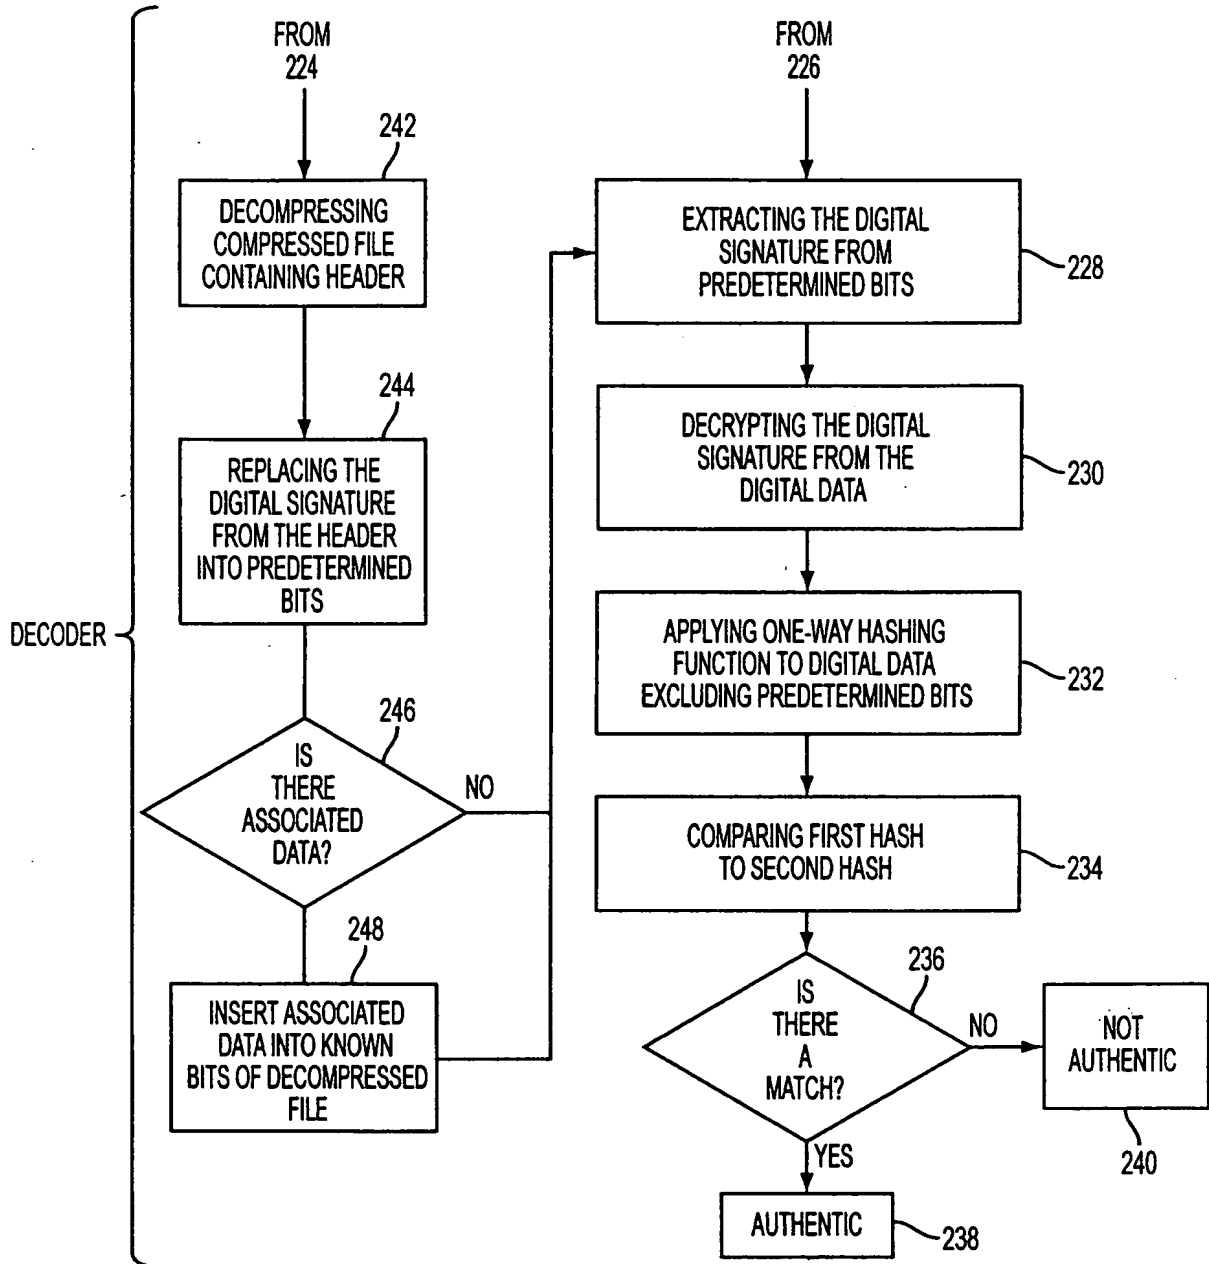 FROM
224
242
DECOMPRESSING
COMPRESSED FILE
CONTAINING HEADER
244
REPLACING THE
DIGITAL SIGNATURE
FROM THE HEADER
INTO PREDETERMINED
BITS
DECODER
246
IS
THERE
ASSOCIATED
DATA?
NO
248
INSERT ASSOCIATED
DATA INTO KNOWN
BITS OF DECOMPRESSED
FILE
FROM
226
EXTRACTING THE DIGITAL
SIGNATURE FROM
PREDETERMINED BITS
228
DECRYPTING THE DIGITAL
SIGNATURE FROM THE
DIGITAL DATA
230
APPLYING ONE-WAY HASHING
FUNCTION TO DIGITAL DATA
EXCLUDING PREDETERMINED BITS
232
COMPARING FIRST HASH
TO SECOND HASH
234
236
IS
THERE
A
MATCH?
NO
NOT
AUTHENTIC
240
YES
AUTHENTIC
238